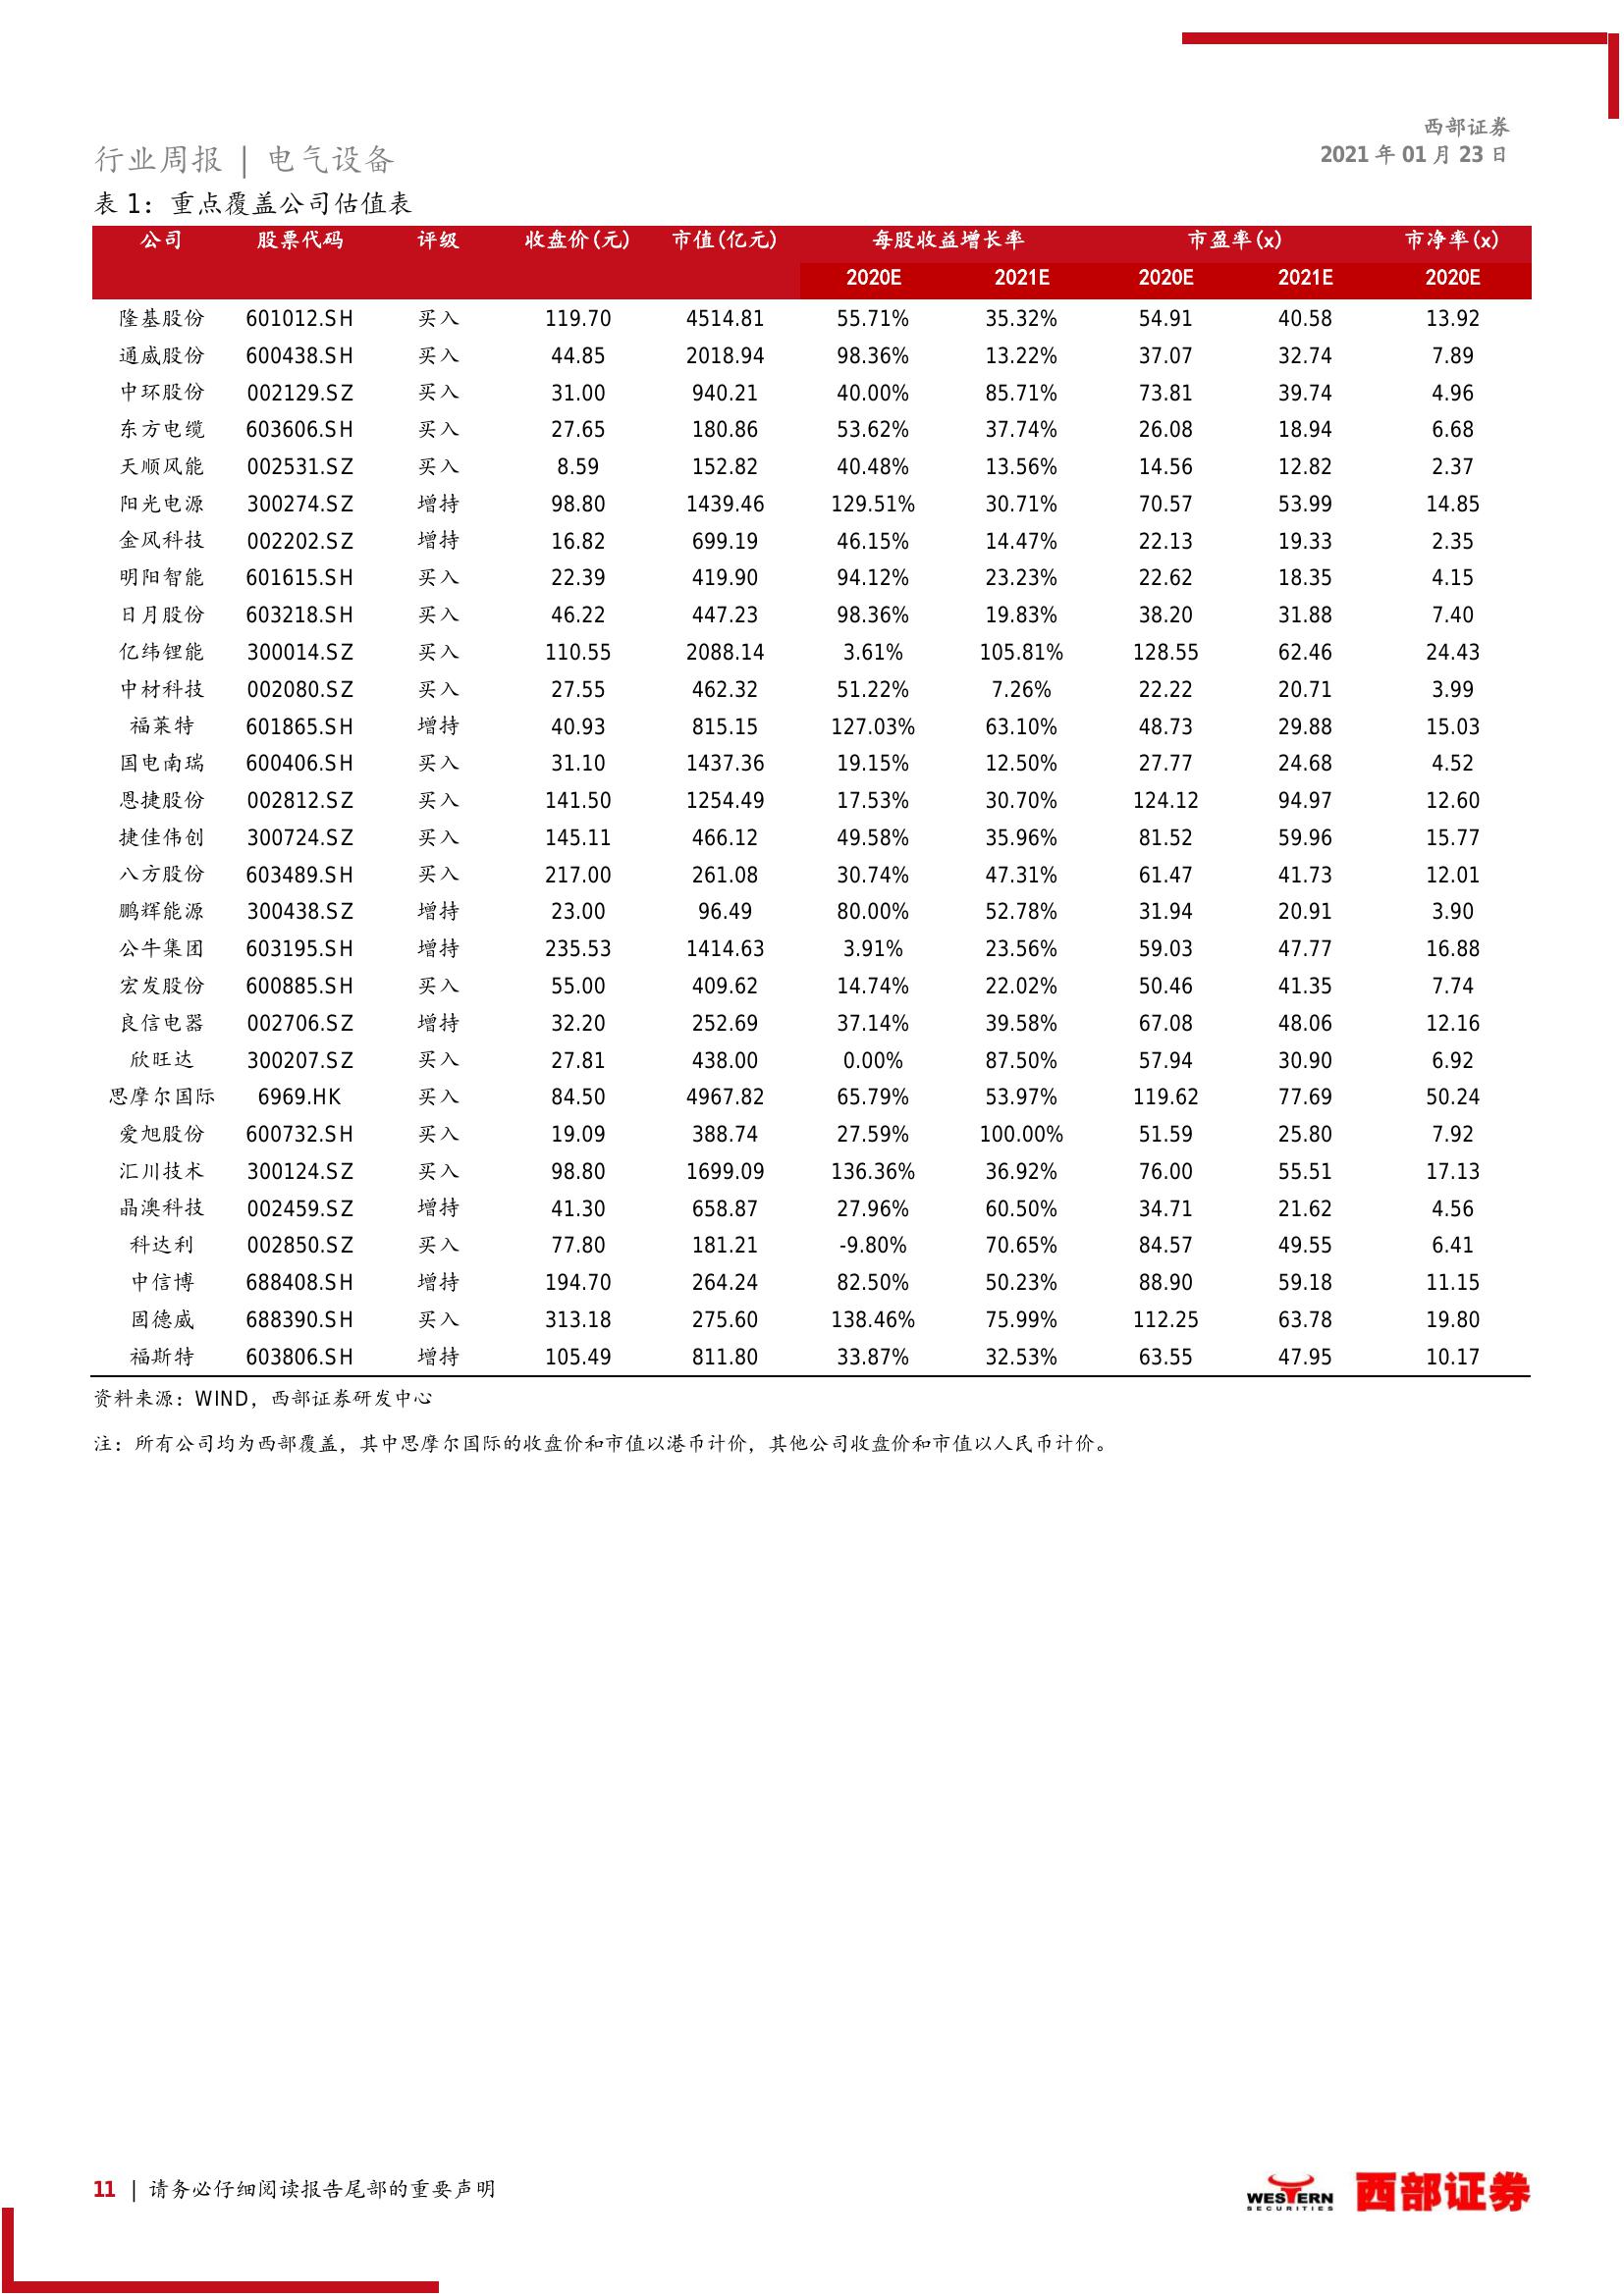 西部证券
2021 年 01 月 23 日
行业周报 | 电气设备
表 1：重点覆盖公司估值表
公司 股票代码 评级 收盘价(元) 市值(亿元) 每股收益增长率 市盈率(x) 市净率(x)
2020E 2021E 2020E 2021E 2020E
隆基股份 601012.SH 买入 119.70 4514.81 55.71% 35.32% 54.91 40.58 13.92
通威股份 600438.SH 买入 44.85 2018.94 98.36% 13.22% 37.07 32.74 7.89
中环股份 002129.SZ 买入 31.00 940.21 40.00% 85.71% 73.81 39.74 4.96
东方电缆 603606.SH 买入 27.65 180.86 53.62% 37.74% 26.08 18.94 6.68
天顺风能 002531.SZ 买入 8.59 152.82 40.48% 13.56% 14.56 12.82 2.37
阳光电源 300274.SZ 增持 98.80 1439.46 129.51% 30.71% 70.57 53.99 14.85
金风科技 002202.SZ 增持 16.82 699.19 46.15% 14.47% 22.13 19.33 2.35
明阳智能 601615.SH 买入 22.39 419.90 94.12% 23.23% 22.62 18.35 4.15
日月股份 603218.SH 买入 46.22 447.23 98.36% 19.83% 38.20 31.88 7.40
亿纬锂能 300014.SZ 买入 110.55 2088.14 3.61% 105.81% 128.55 62.46 24.43
中材科技 002080.SZ 买入 27.55 462.32 51.22% 7.26% 22.22 20.71 3.99
福莱特 601865.SH 增持 40.93 815.15 127.03% 63.10% 48.73 29.88 15.03
国电南瑞 600406.SH 买入 31.10 1437.36 19.15% 12.50% 27.77 24.68 4.52
恩捷股份 002812.SZ 买入 141.50 1254.49 17.53% 30.70% 124.12 94.97 12.60
捷佳伟创 300724.SZ 买入 145.11 466.12 49.58% 35.96% 81.52 59.96 15.77
八方股份 603489.SH 买入 217.00 261.08 30.74% 47.31% 61.47 41.73 12.01
鹏辉能源 300438.SZ 增持 23.00 96.49 80.00% 52.78% 31.94 20.91 3.90
公牛集团 603195.SH 增持 235.53 1414.63 3.91% 23.56% 59.03 47.77 16.88
宏发股份 600885.SH 买入 55.00 409.62 14.74% 22.02% 50.46 41.35 7.74
良信电器 002706.SZ 增持 32.20 252.69 37.14% 39.58% 67.08 48.06 12.16
欣旺达 300207.SZ 买入 27.81 438.00 0.00% 87.50% 57.94 30.90 6.92
思摩尔国际 6969.HK 买入 84.50 4967.82 65.79% 53.97% 119.62 77.69 50.24
爱旭股份 600732.SH 买入 19.09 388.74 27.59% 100.00% 51.59 25.80 7.92
汇川技术 300124.SZ 买入 98.80 1699.09 136.36% 36.92% 76.00 55.51 17.13
晶澳科技 002459.SZ 增持 41.30 658.87 27.96% 60.50% 34.71 21.62 4.56
科达利 002850.SZ 买入 77.80 181.21 -9.80% 70.65% 84.57 49.55 6.41
中信博 688408.SH 增持 194.70 264.24 82.50% 50.23% 88.90 59.18 11.15
固德威 688390.SH 买入 313.18 275.60 138.46% 75.99% 112.25 63.78 19.80
福斯特 603806.SH 增持 105.49 811.80 33.87% 32.53% 63.55 47.95 10.17
资料来源：WIND，西部证券研发中心
注：所有公司均为西部覆盖，其中思摩尔国际的收盘价和市值以港币计价，其他公司收盘价和市值以人民币计价。
11 | 请务必仔细阅读报告尾部的重要声明
WESTERN
SECURITIES
西部证券